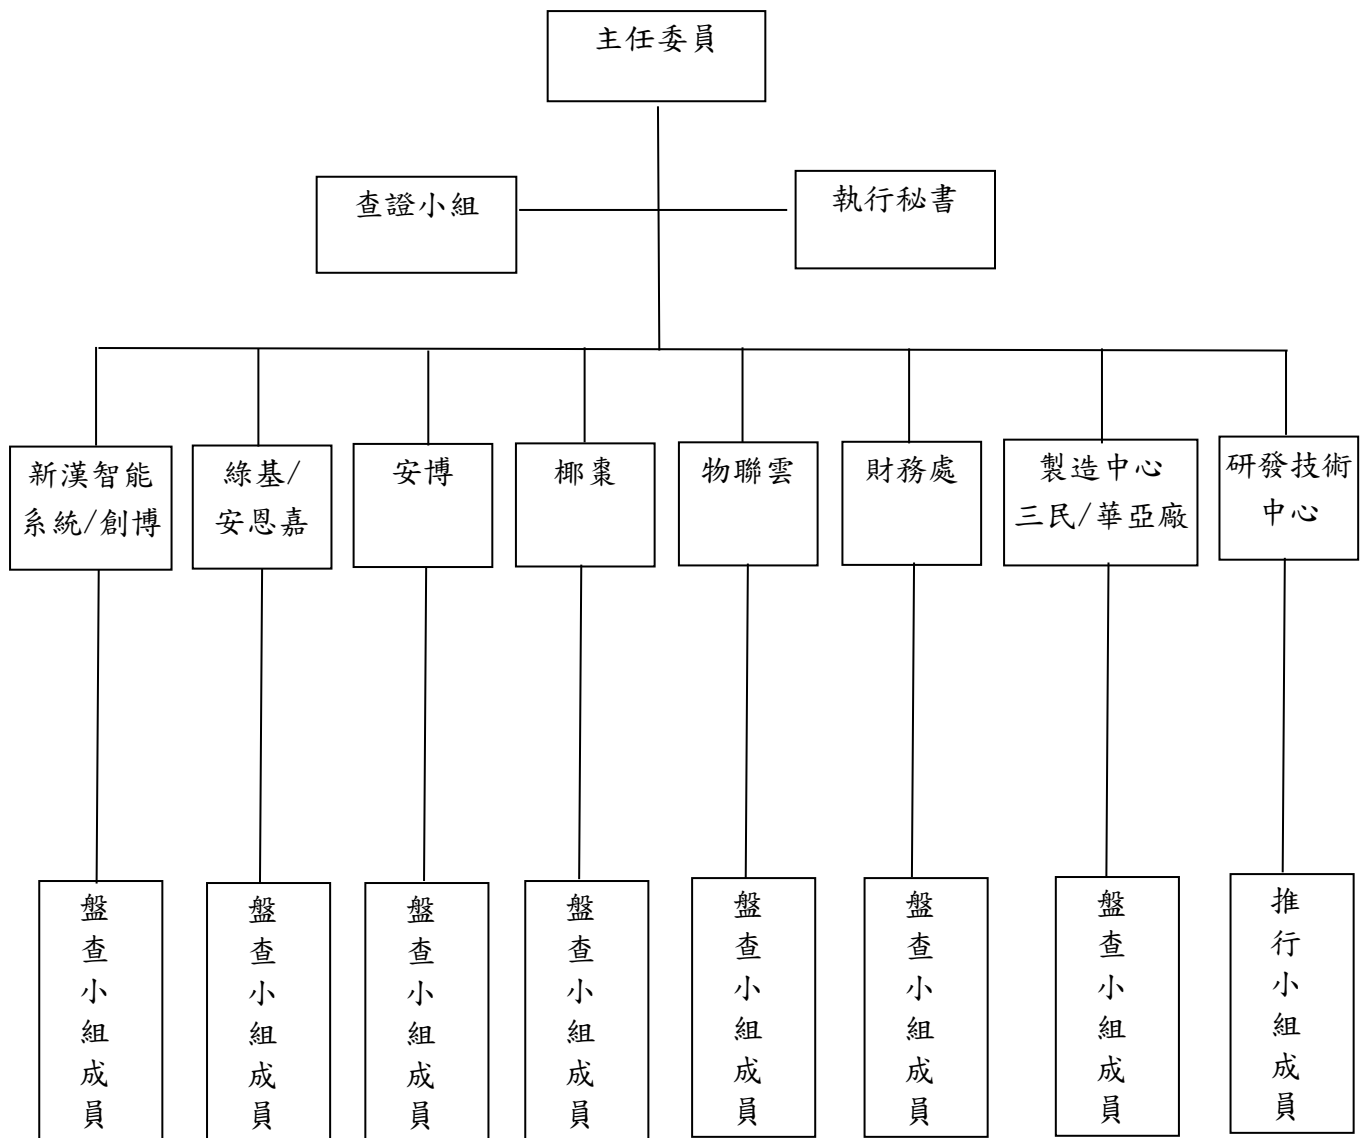 主任委員
查證小組
執行秘書
新漢智能
系統/創博
綠基/
安恩嘉
安博
椰棗
物聯雲
財務處
製造中心
三民/華亞廠
研發技術
中心
盤查小組成員
盤查小組成員
盤查小組成員
盤查小組成員
盤查小組成員
盤查小組成員
盤查小組成員
推行小組成員